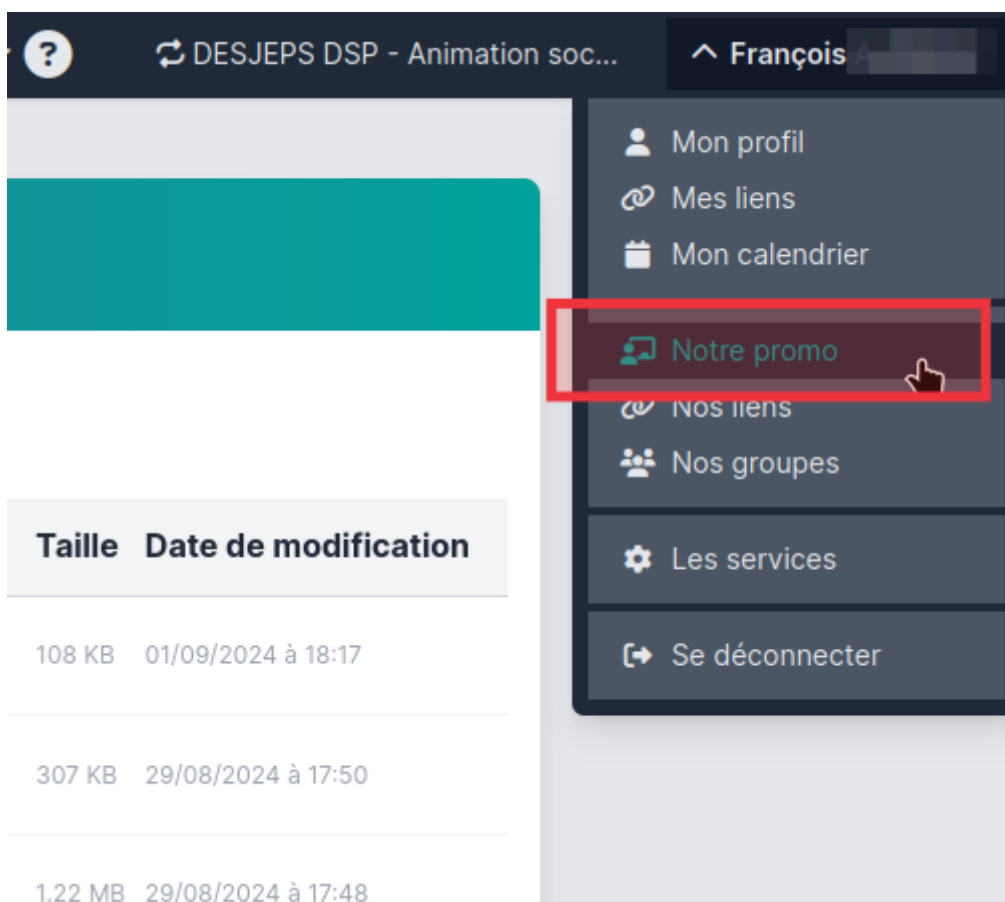 ? DESJEPS DSP - Animation soc... François
Mon profil
Mes liens
Mon calendrier
Notre promo
Nos liens
Nos groupes
Les services
Se déconnecter
Taille Date de modification
108 KB 01/09/2024 à 18:17
307 KB 29/08/2024 à 17:50
1.22 MB 29/08/2024 à 17:48